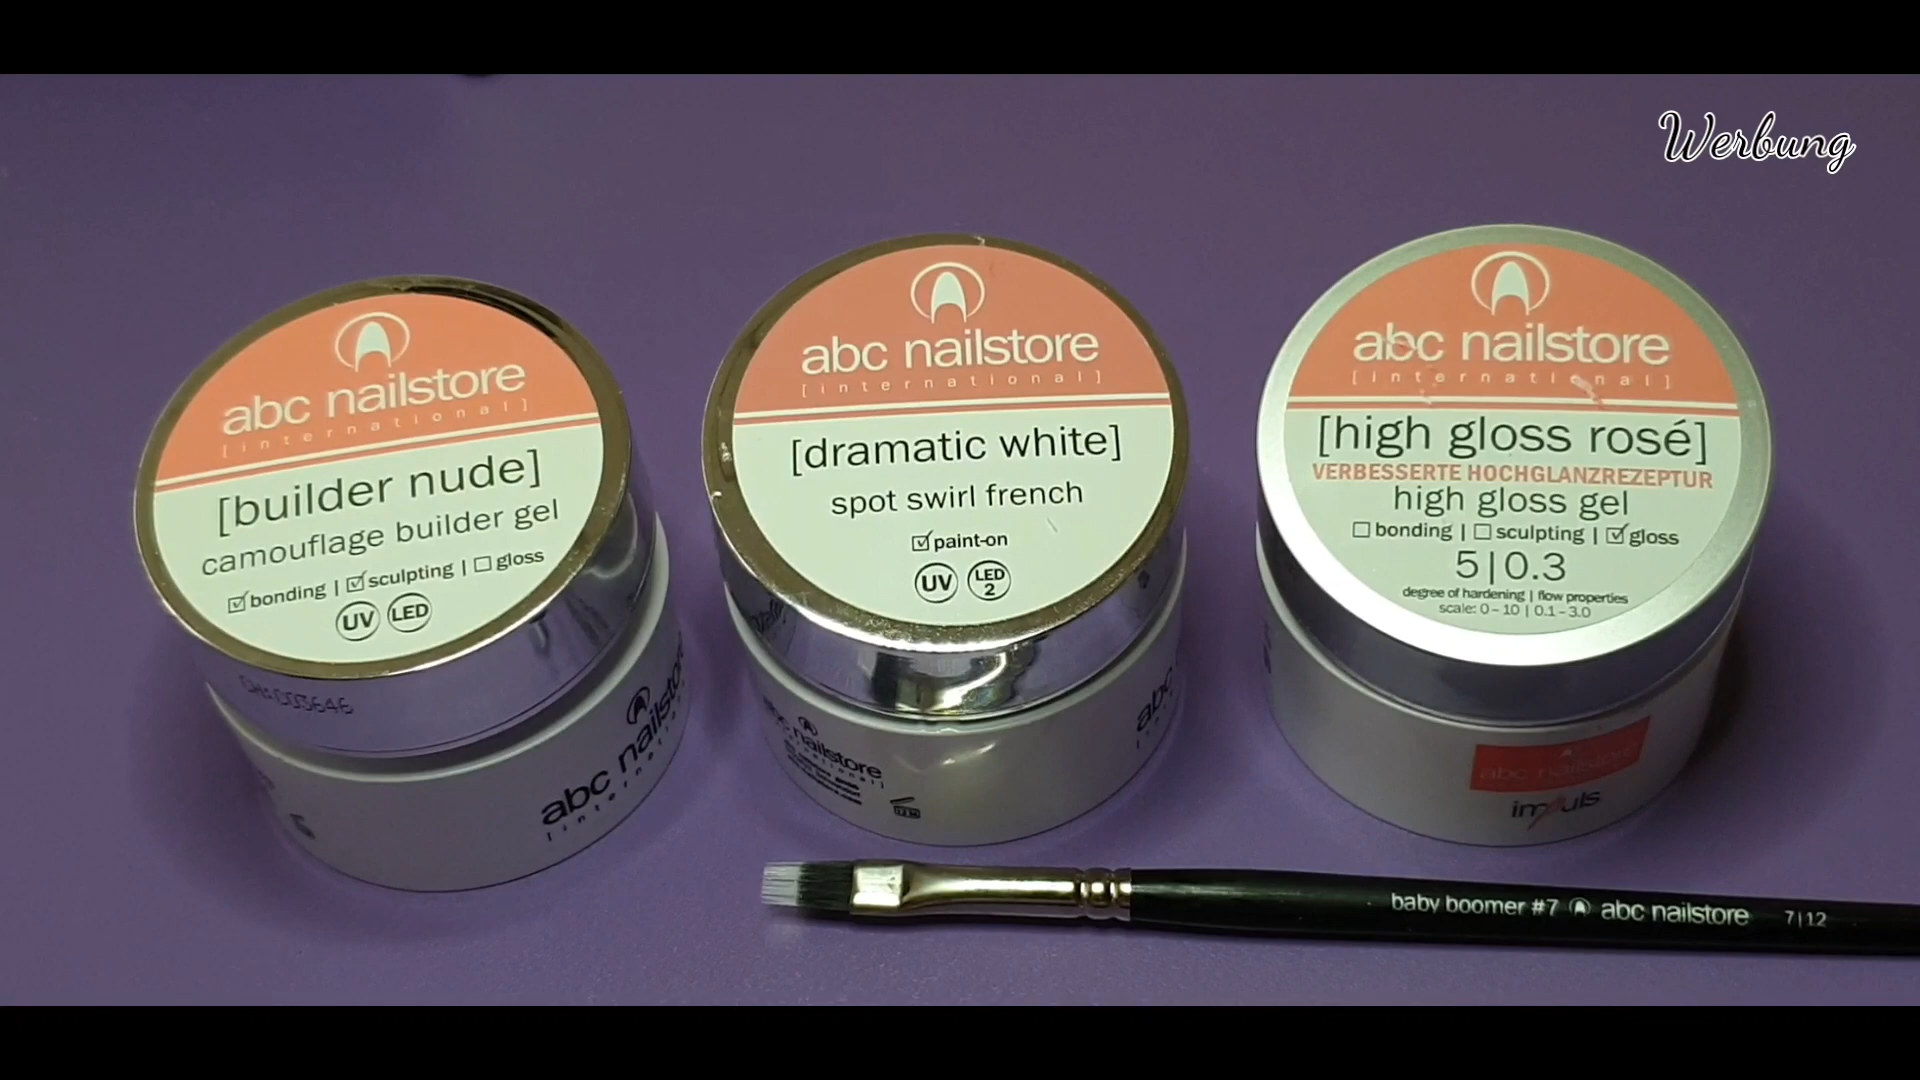 Werbung
abc nailstore
[international]
[builder nude]
camouflage builder gel
☑ bonding | ☑ sculpting | ☐ gloss
UV LED
abc nailstore
abc nailstore
[international]
[dramatic white]
spot swirl french
☑ paint-on
UV LED 2
abc nailstore
abc
abc nailstore
[international]
[high gloss rosé]
VERBESSERTE HOCHGLANZREZEPTUR
high gloss gel
☐ bonding | ☐ sculpting | ☑ gloss
5|0.3
degree of hardening | flow properties
scale: 0 – 10 | 0.1 – 3.0
abc nailstore
impuls
baby boomer #7 abc nailstore 7|12